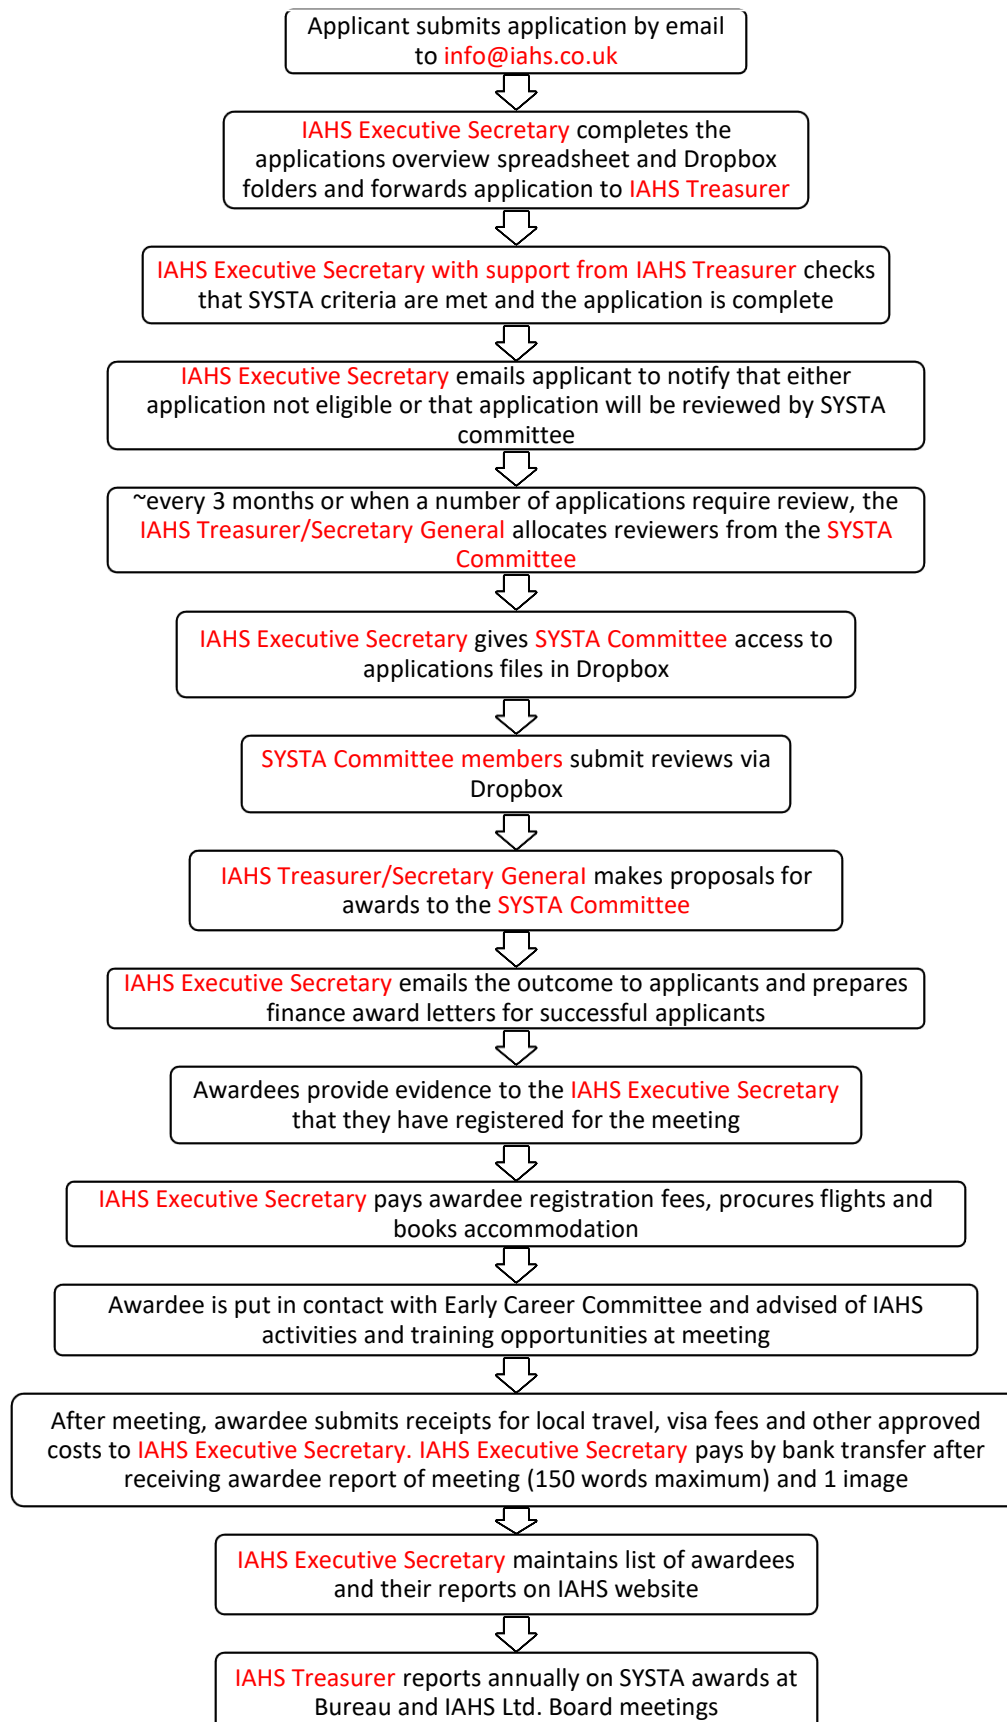 Applicant submits application by email
to info@iahs.co.uk
IAHS Executive Secretary completes the
applications overview spreadsheet and Dropbox
folders and forwards application to IAHS Treasurer
IAHS Executive Secretary with support from IAHS Treasurer checks
that SYSTA criteria are met and the application is complete
IAHS Executive Secretary emails applicant to notify that either
application not eligible or that application will be reviewed by SYSTA
committee
~every 3 months or when a number of applications require review, the
IAHS Treasurer/Secretary General allocates reviewers from the SYSTA
Committee
IAHS Executive Secretary gives SYSTA Committee access to
applications files in Dropbox
SYSTA Committee members submit reviews via
Dropbox
IAHS Treasurer/Secretary General makes proposals for
awards to the SYSTA Committee
IAHS Executive Secretary emails the outcome to applicants and prepares
finance award letters for successful applicants
Awardees provide evidence to the IAHS Executive Secretary
that they have registered for the meeting
IAHS Executive Secretary pays awardee registration fees, procures flights and
books accommodation
Awardee is put in contact with Early Career Committee and advised of IAHS
activities and training opportunities at meeting
After meeting, awardee submits receipts for local travel, visa fees and other approved
costs to IAHS Executive Secretary. IAHS Executive Secretary pays by bank transfer after
receiving awardee report of meeting (150 words maximum) and 1 image
IAHS Executive Secretary maintains list of awardees
and their reports on IAHS website
IAHS Treasurer reports annually on SYSTA awards at
Bureau and IAHS Ltd. Board meetings